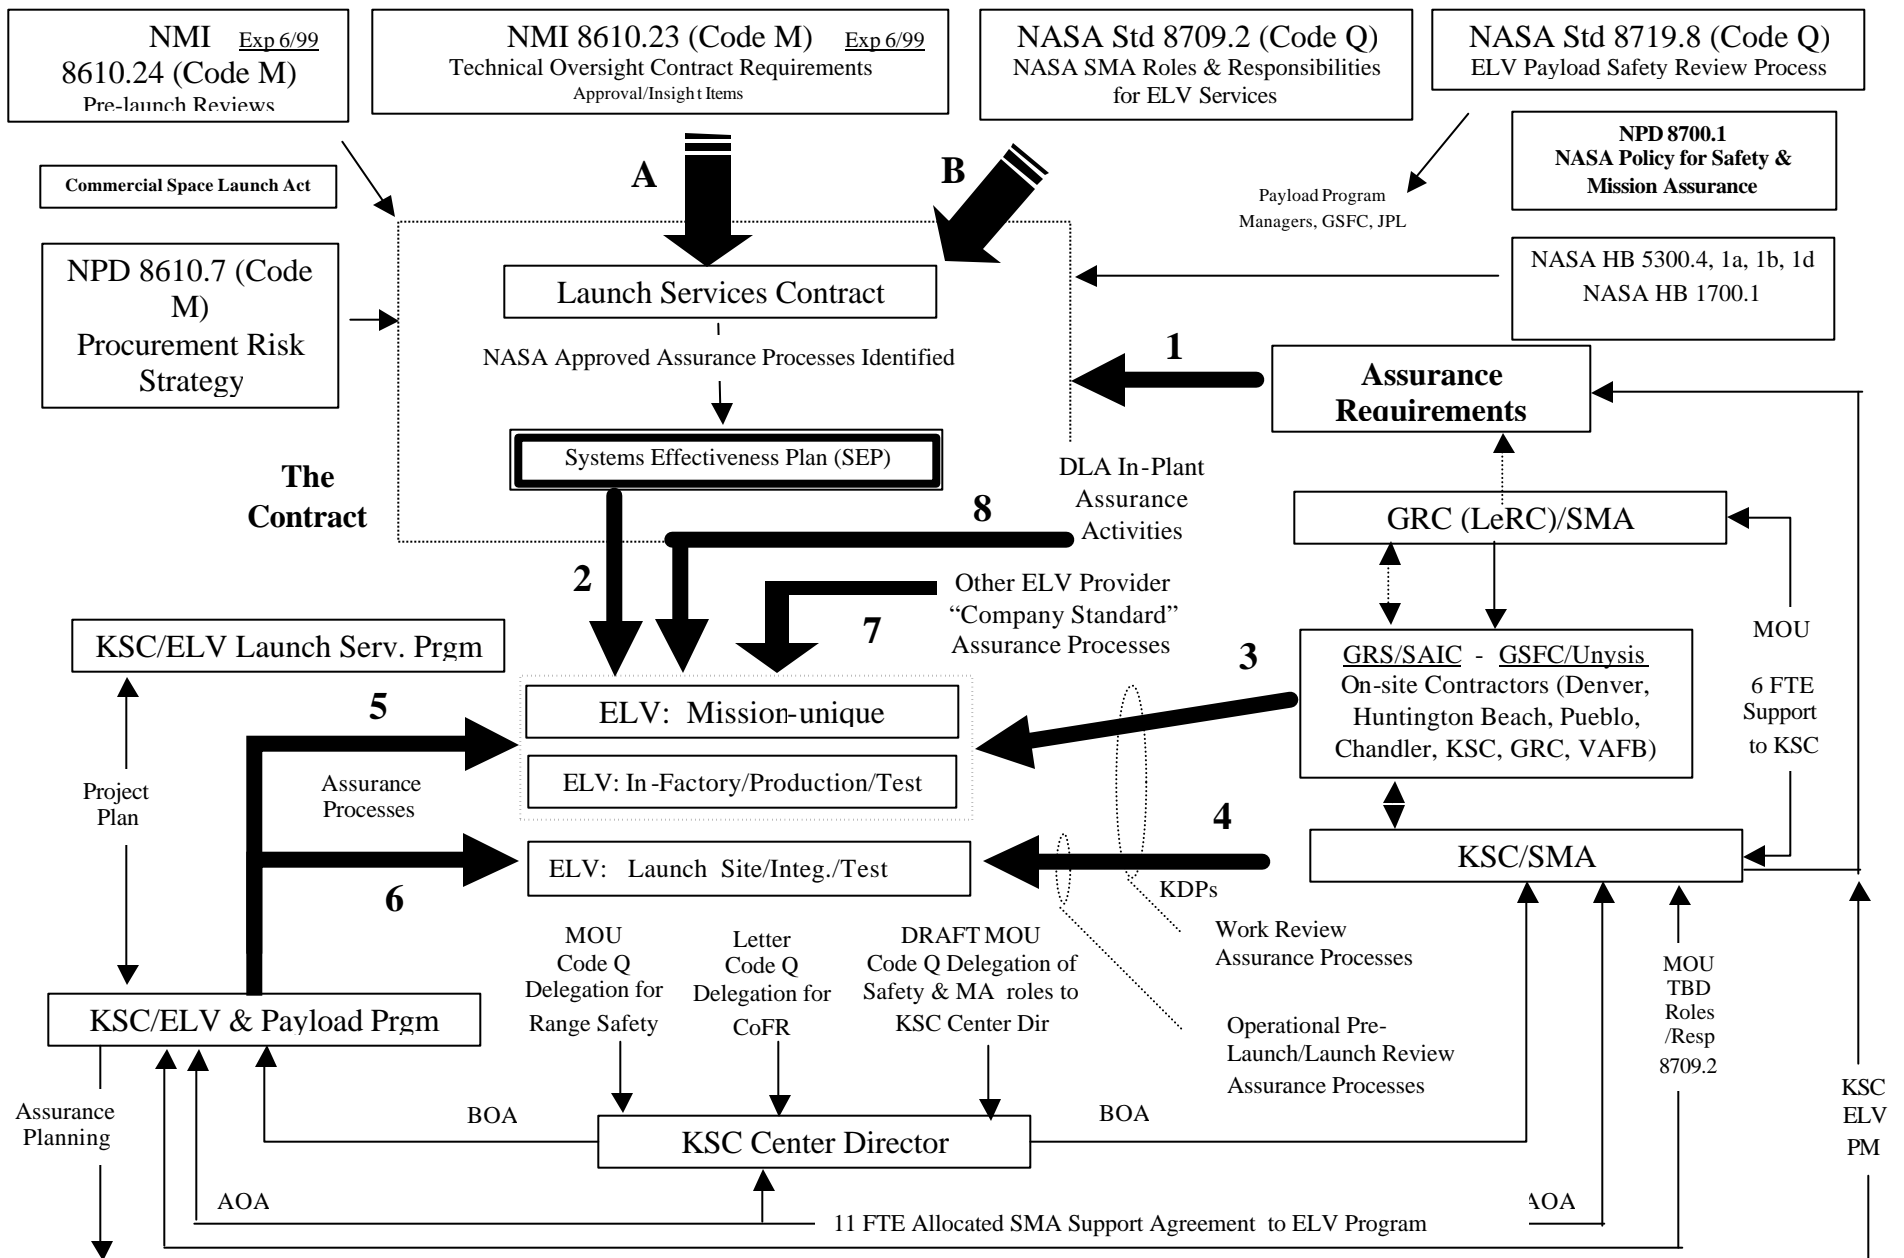 NMI Exp 6/99
8610.24 (Code M)
Pre-launch Reviews
NMI 8610.23 (Code M) Exp 6/99
Technical Oversight Contract Requirements
Approval/Insight Items
NASA Std 8709.2 (Code Q)
NASA SMA Roles & Responsibilities
for ELV Services
NASA Std 8719.8 (Code Q)
ELV Payload Safety Review Process
NPD 8700.1
NASA Policy for Safety &
Mission Assurance
Commercial Space Launch Act
A
B
Payload Program
Managers, GSFC, JPL
NPD 8610.7 (Code
M)
Procurement Risk
Strategy
Launch Services Contract
NASA HB 5300.4, 1a, 1b, 1d
NASA HB 1700.1
NASA Approved Assurance Processes Identified
1
Assurance
Requirements
Systems Effectiveness Plan (SEP)
The
Contract
DLA In-Plant
Assurance
Activities
8
GRC (LeRC)/SMA
2
Other ELV Provider
“Company Standard”
Assurance Processes
7
MOU
6 FTE
Support
to KSC
KSC/ELV Launch Serv. Prgm
3
GRS/SAIC - GSFC/Unysis
On-site Contractors (Denver,
Huntington Beach, Pueblo,
Chandler, KSC, GRC, VAFB)
5
ELV: Mission-unique
ELV: In-Factory/Production/Test
Project
Plan
Assurance
Processes
4
ELV: Launch Site/Integ./Test
KSC/SMA
6
KDPs
Work Review
Assurance Processes
MOU
Code Q
Delegation for
Range Safety
Letter
Code Q
Delegation for
CoFR
DRAFT MOU
Code Q Delegation of
Safety & MA roles to
KSC Center Dir
MOU
TBD
Roles
/Resp
8709.2
KSC/ELV & Payload Prgm
Operational Pre-
Launch/Launch Review
Assurance Processes
KSC
ELV
PM
Assurance
Planning
BOA
KSC Center Director
BOA
AOA
11 FTE Allocated SMA Support Agreement to ELV Program
AOA